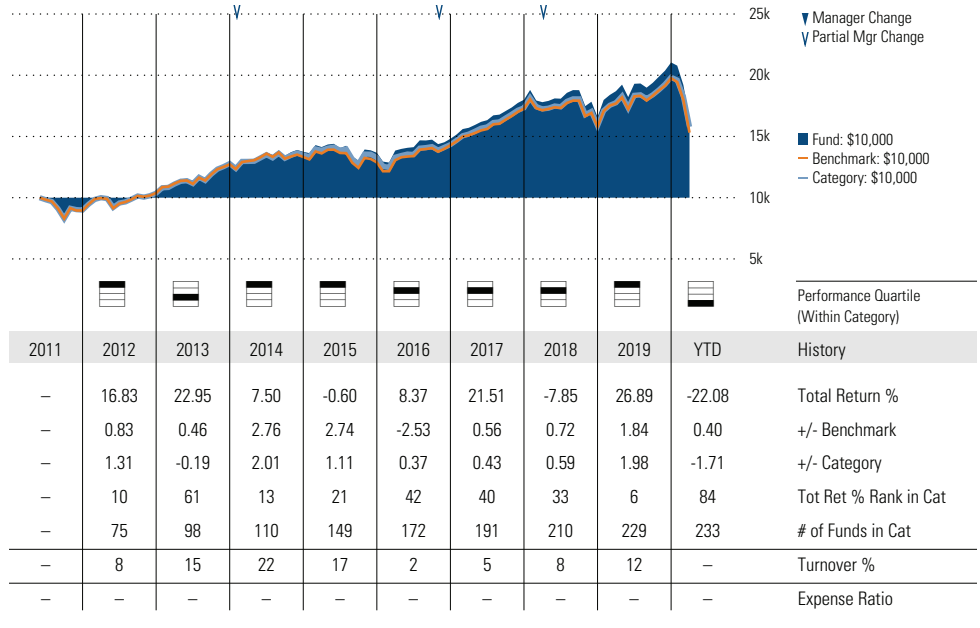 25k
▼ Manager Change
Partial Mgr Change
20k
15k
Fund: $10,000
Benchmark: $10,000
Category: $10,000
10k
5k
Performance Quartile
(Within Category)
2011 2012 2013 2014 2015 2016 2017 2018 2019 YTD History
– 16.83 22.95 7.50 -0.60 8.37 21.51 -7.85 26.89 -22.08 Total Return %
– 0.83 0.46 2.76 2.74 -2.53 0.56 0.72 1.84 0.40 +/- Benchmark
– 1.31 -0.19 2.01 1.11 0.37 0.43 0.59 1.98 -1.71 +/- Category
– 10 61 13 21 42 40 33 6 84 Tot Ret % Rank in Cat
– 75 98 110 149 172 191 210 229 233 # of Funds in Cat
– 8 15 22 17 2 5 8 12 – Turnover %
– – – – – – – – – – Expense Ratio